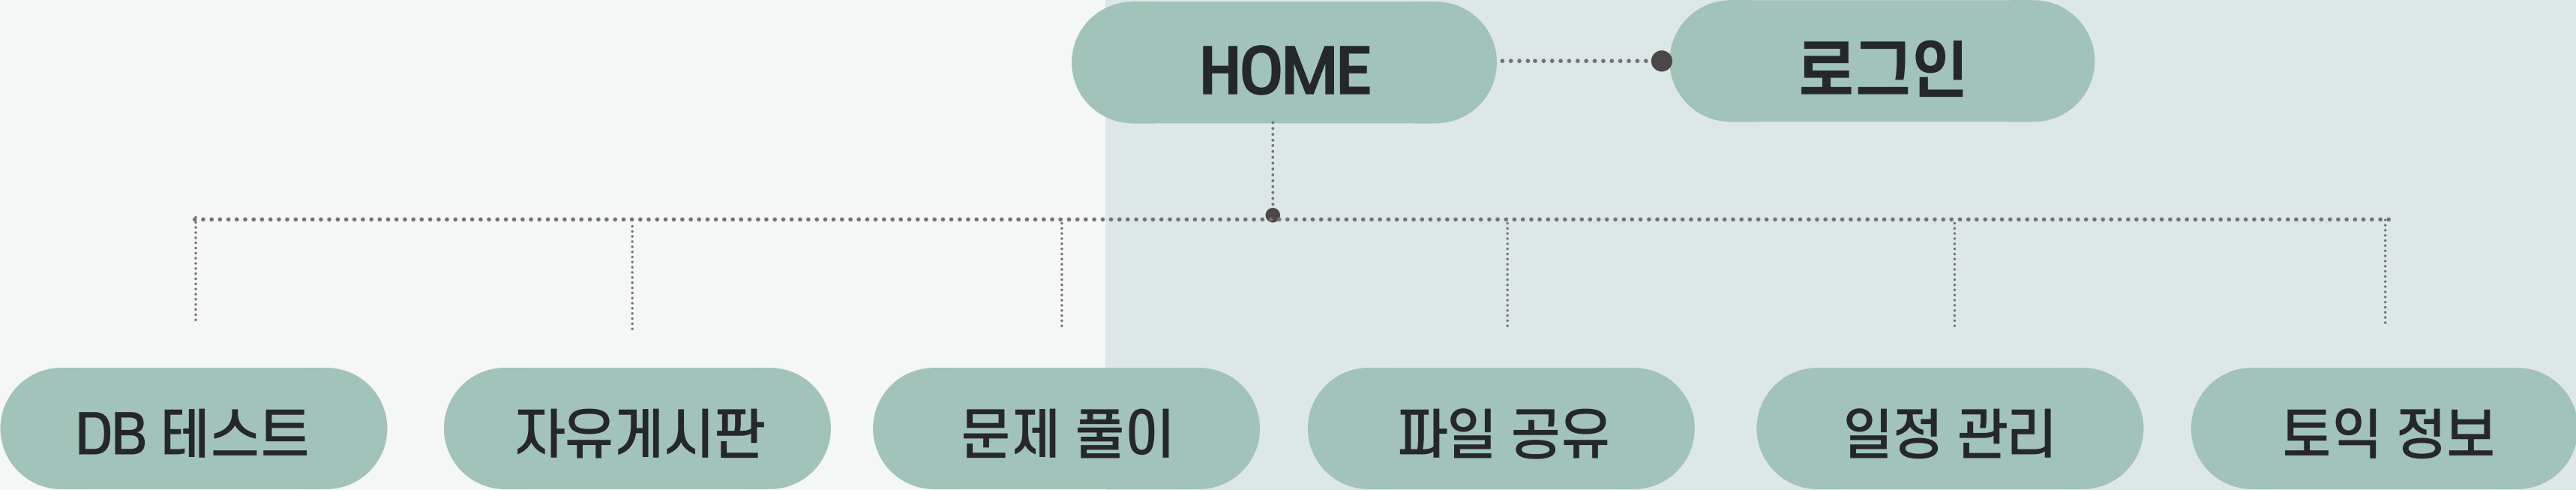 HOME
로그인
DB 테스트
자유게시판
문제 풀이
파일 공유
일정 관리
토익 정보